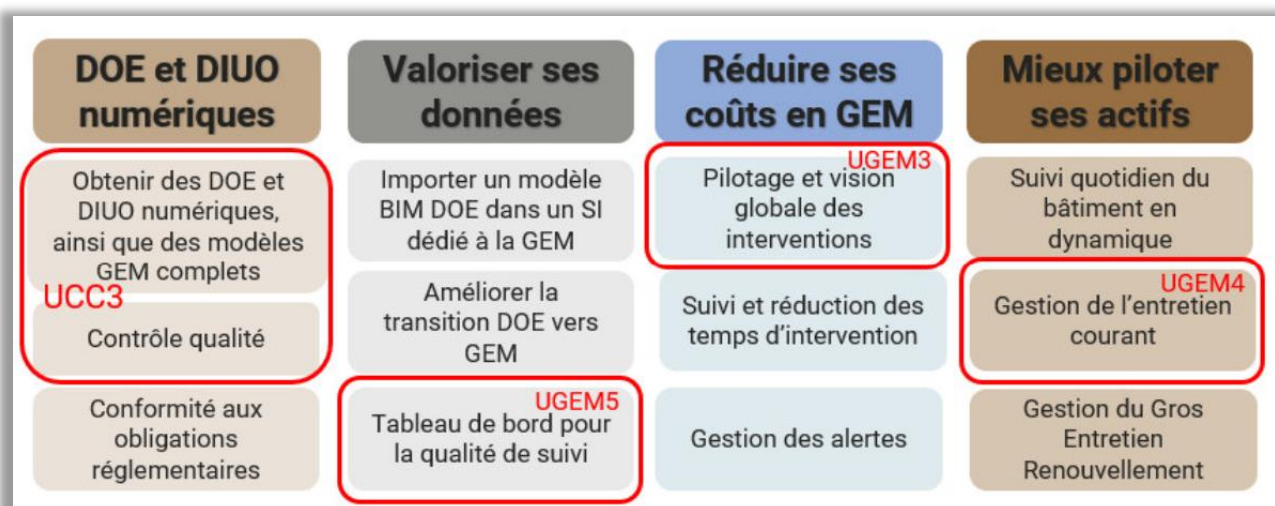 DOE et DIUO
numériques
Obtenir des DOE et
DIUO numériques,
ainsi que des modèles
GEM complets
UCC3
Contrôle qualité
Conformité aux
obligations
réglementaires
Valoriser ses
données
Importer un modèle
BIM DOE dans un SI
dédié à la GEM
Améliorer la
transition DOE vers
GEM
UGEM5
Tableau de bord pour
la qualité de suivi
Réduire ses
coûts en GEM
UGEM3
Pilotage et vision
globale des
interventions
Suivi et réduction des
temps d'intervention
Gestion des alertes
Mieux piloter
ses actifs
Suivi quotidien du
bâtiment en
dynamique
UGEM4
Gestion de l'entretien
courant
Gestion du Gros
Entretien
Renouvellement